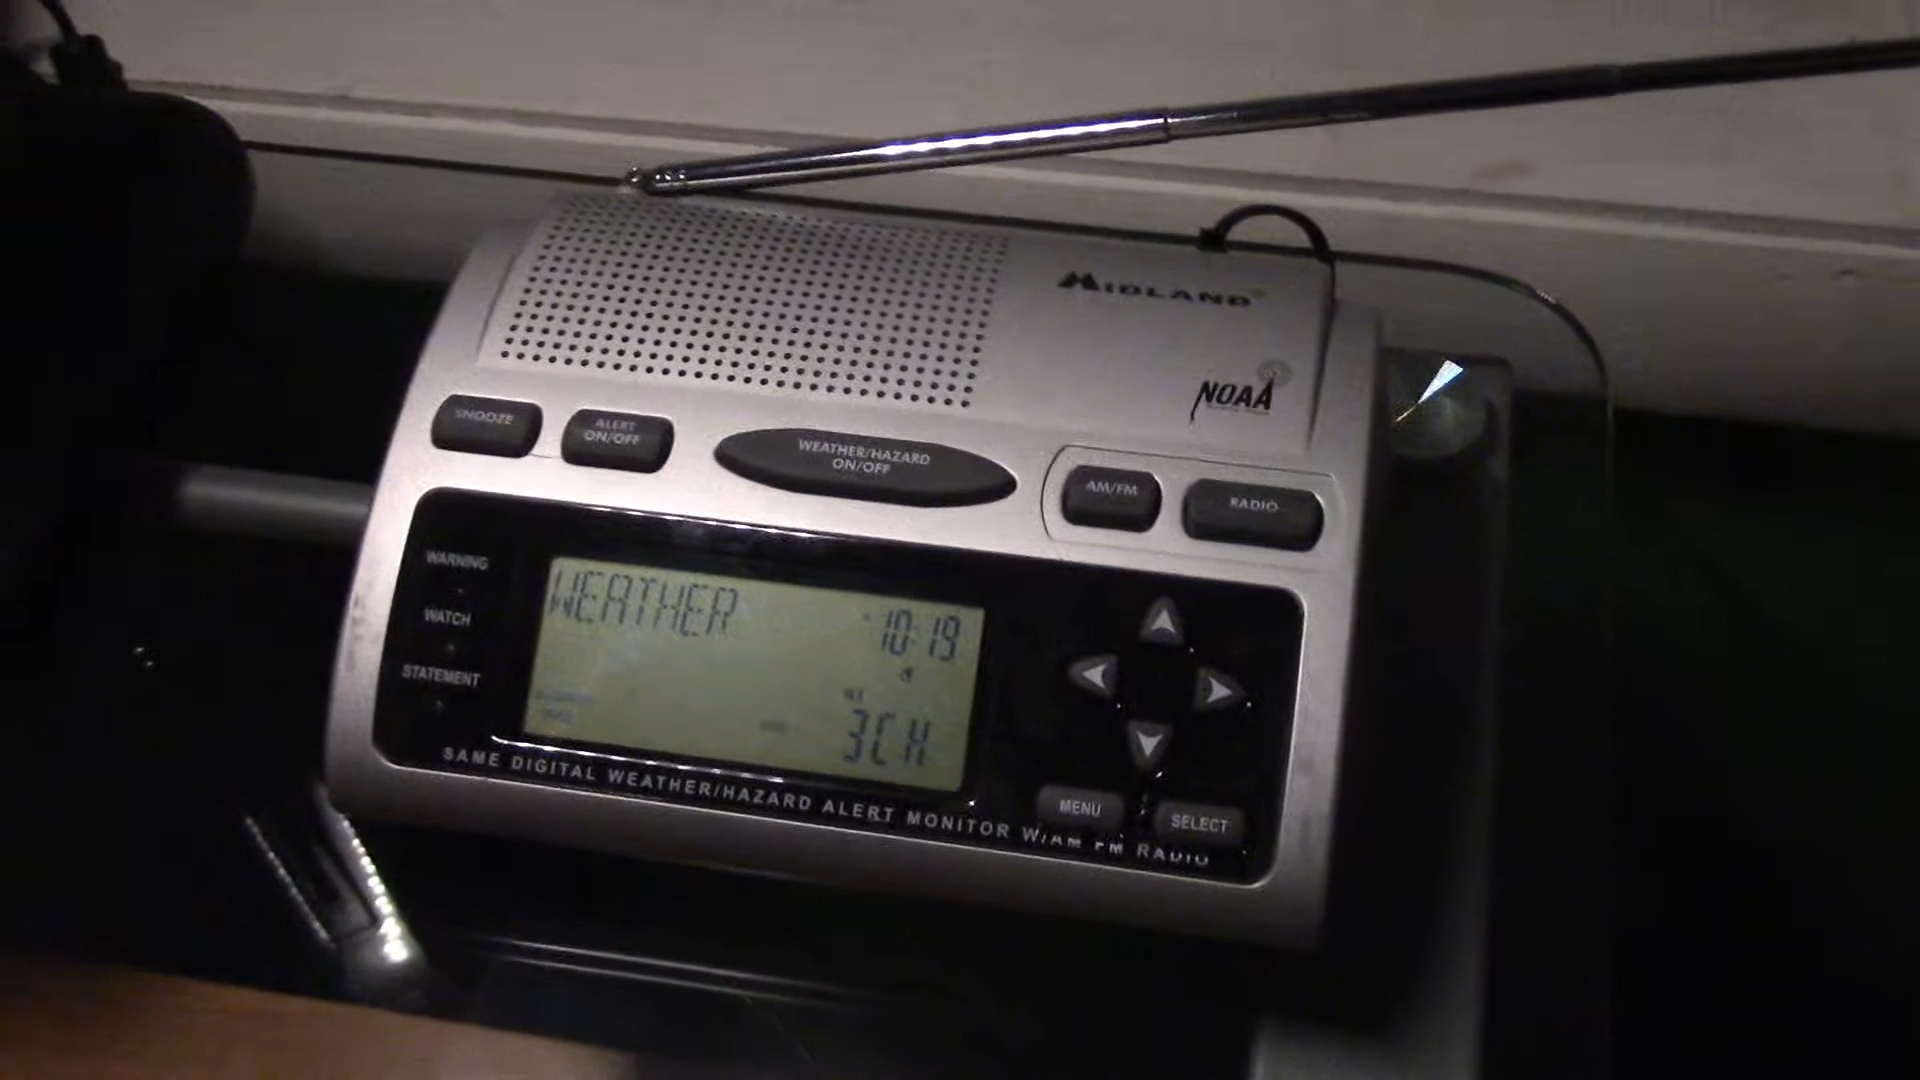 MIDLAND
NOAA
SNOOZE
ALERT
ON/OFF
WEATHER/HAZARD
ON/OFF
AM/FM
RADIO
WARNING
WATCH
STATEMENT
WEATHER
10:19
3CH
MENU
SELECT
SAME DIGITAL WEATHER/HAZARD ALERT MONITOR W/AM FM RADIO